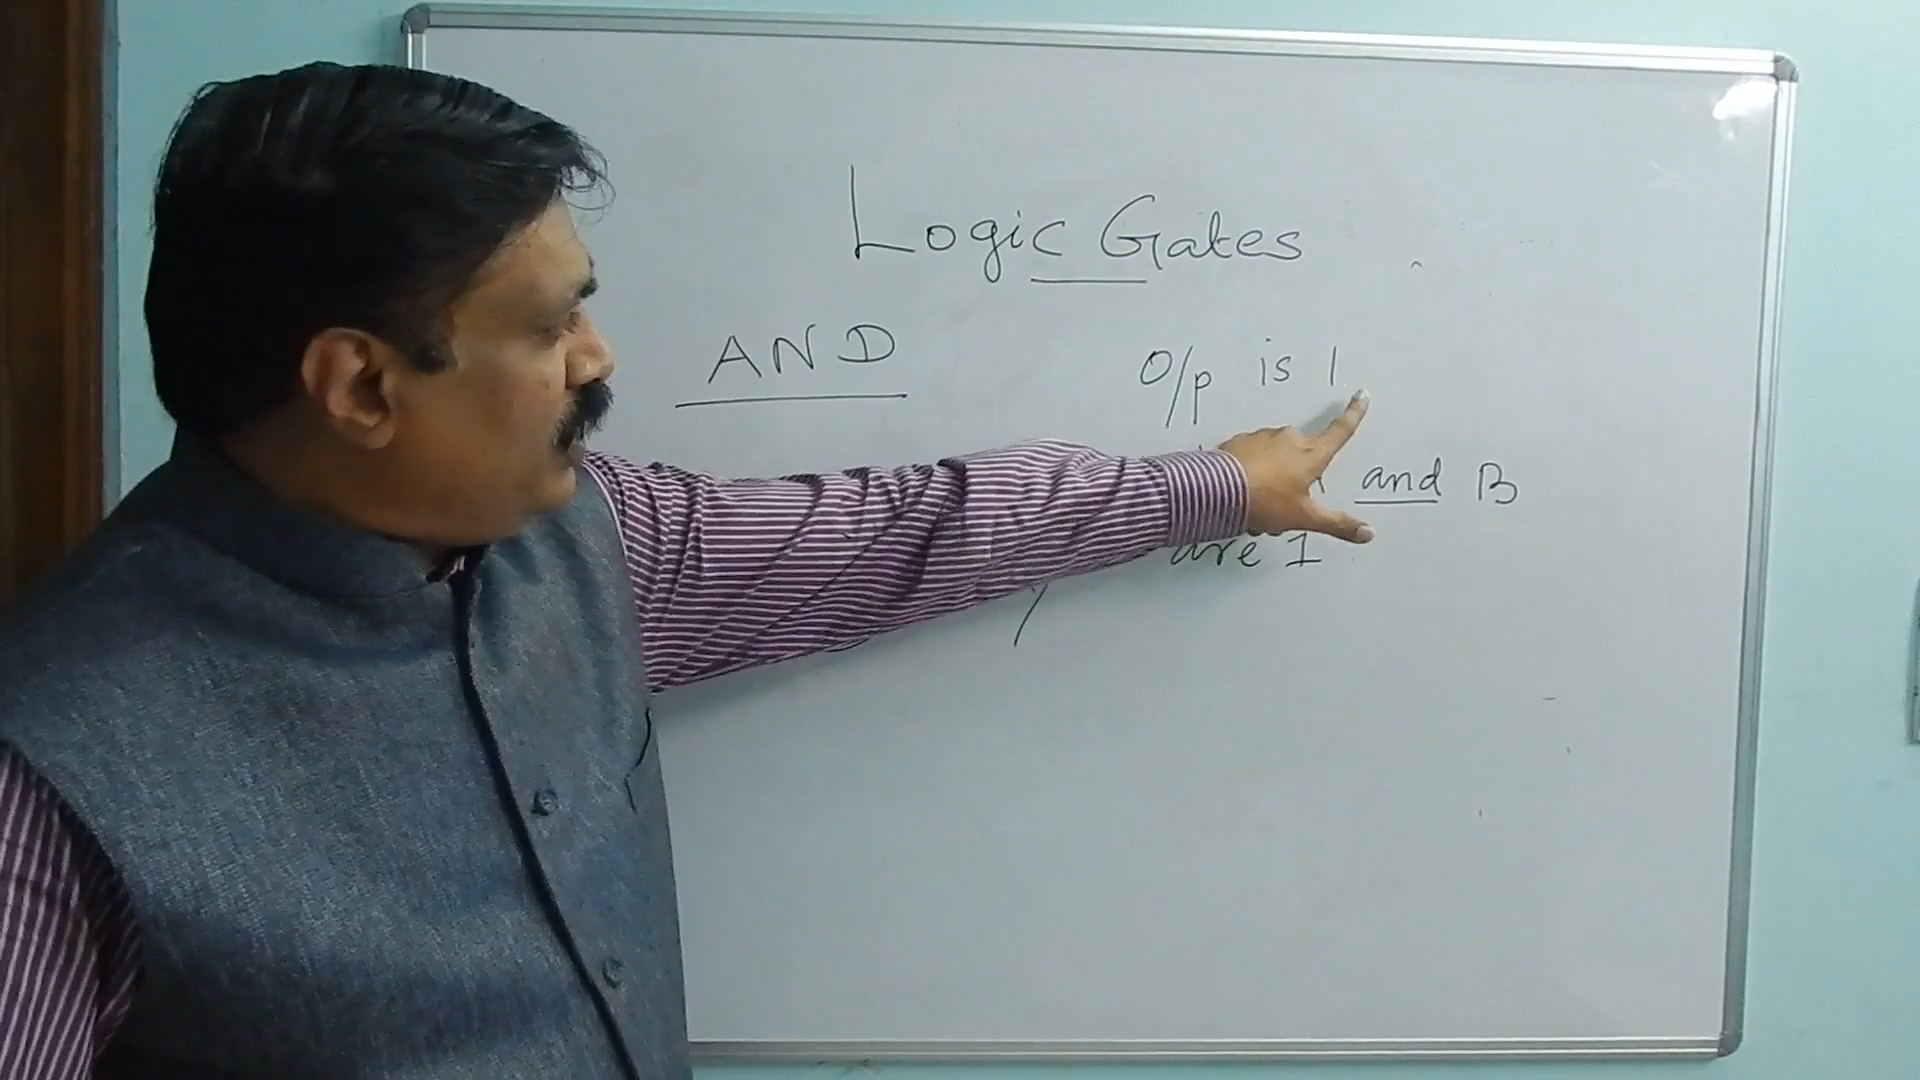 Logic Gates
AND
O/p is 1
and B
are 1